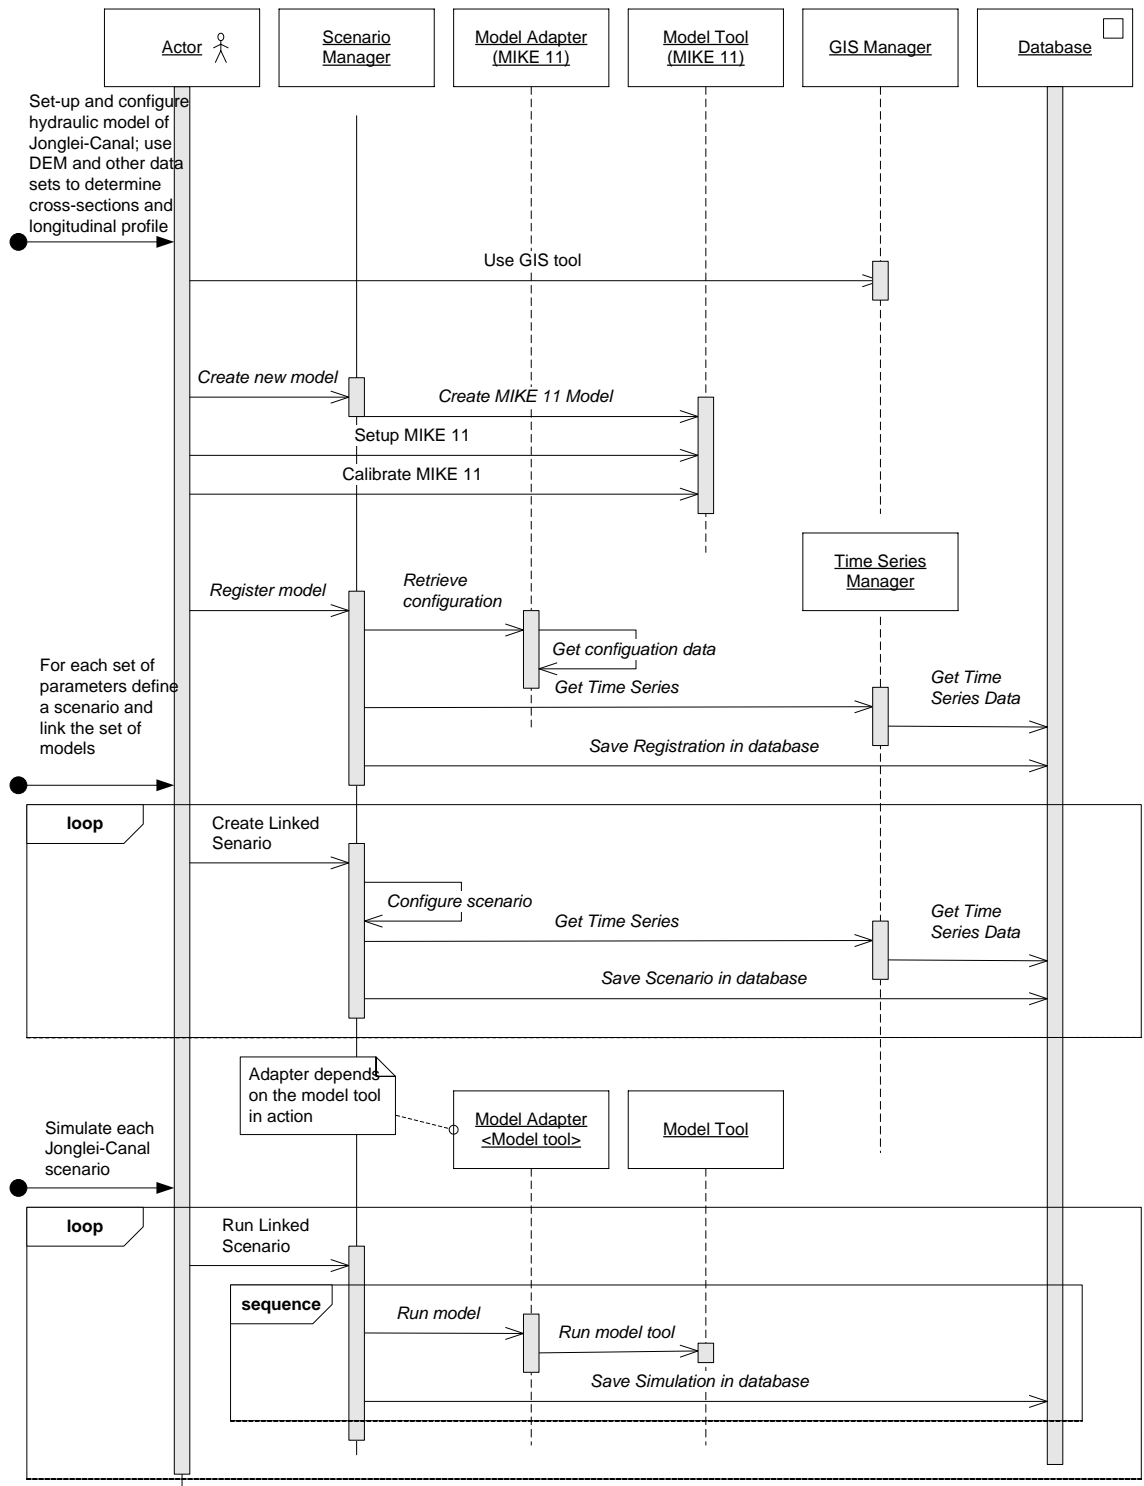 Actor
Scenario
Manager
Model Adapter
(MIKE 11)
Model Tool
(MIKE 11)
GIS Manager
Database
Set-up and configure
hydraulic model of
Jonglei-Canal; use
DEM and other data
sets to determine
cross-sections and
longitudinal profile
Use GIS tool
Create new model
Create MIKE 11 Model
Setup MIKE 11
Calibrate MIKE 11
Time Series
Manager
Register model
Retrieve
configuration
Get configuation data
For each set of
parameters define
a scenario and
link the set of
models
Get Time Series
Get Time
Series Data
Save Registration in database
loop
Create Linked
Senario
Configure scenario
Get Time Series
Get Time
Series Data
Save Scenario in database
Adapter depends
on the model tool
in action
Model Adapter
<Model tool>
Model Tool
Simulate each
Jonglei-Canal
scenario
loop
Run Linked
Scenario
sequence
Run model
Run model tool
Save Simulation in database